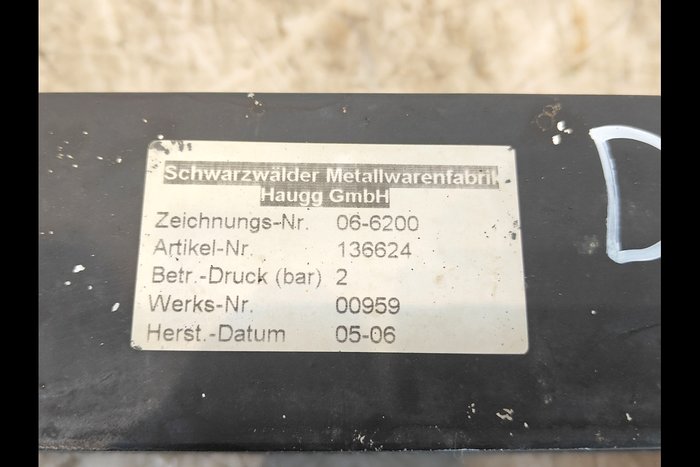 Schwarzwälder Metallwarenfabrik
Haugg GmbH
Zeichnungs-Nr. 06-6200
Artikel-Nr. 136624
Betr.-Druck (bar) 2
Werks-Nr. 00959
Herst.-Datum 05-06
D